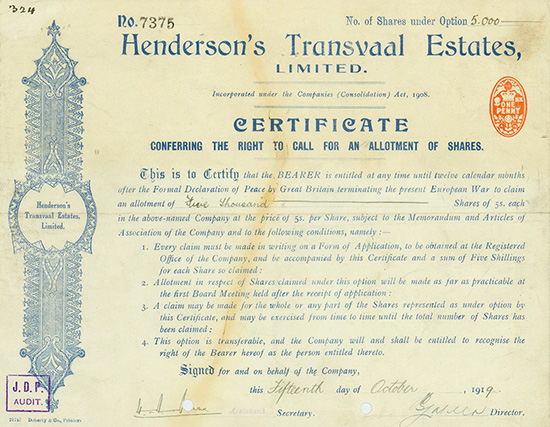 324
No. 7375
No. of Shares under Option 5.000
Henderson's Transvaal Estates,
LIMITED.
Incorporated under the Companies (Consolidation) Act, 1908.
ONE
PENNY
CERTIFICATE
CONFERRING THE RIGHT TO CALL FOR AN ALLOTMENT OF SHARES.
This is to Certify that the BEARER is entitled at any time until twelve calendar months
after the Formal Declaration of Peace by Great Britain terminating the present European War to claim
an allotment of Five Thousand Shares of 5s. each
in the above-named Company at the price of 5s. per Share, subject to the Memorandum and Articles of
Association of the Company and to the following conditions, namely:—
1. Every claim must be made in writing on a Form of Application, to be obtained at the Registered
Office of the Company, and be accompanied by this Certificate and a sum of Five Shillings
for each Share so claimed:
2. Allotment in respect of Shares claimed under this option will be made as far as practicable at
the first Board Meeting held after the receipt of application:
3. A claim may be made for the whole or any part of the Shares represented as under option by
this Certificate, and may be exercised from time to time until the total number of Shares has
been claimed:
4. This option is transferable, and the Company will and shall be entitled to recognise the
right of the Bearer hereof as the person entitled thereto.
Signed for and on behalf of the Company,
this Fifteenth day of October, 1919.
Secretary.
Director.
Henderson's
Transvaal Estates,
Limited.
J. D. P.
AUDIT.
Doherty & Co., Printers